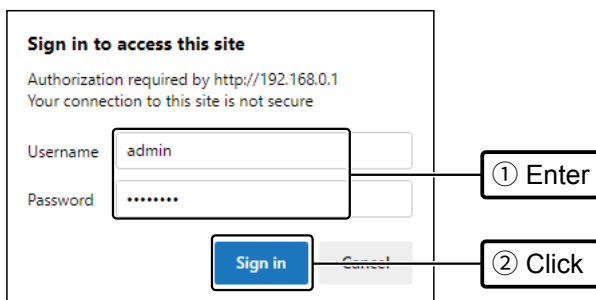 Sign in to access this site
Authorization required by http://192.168.0.1
Your connection to this site is not secure
Username admin
Password ••••••••
① Enter
Sign in Cancel
② Click